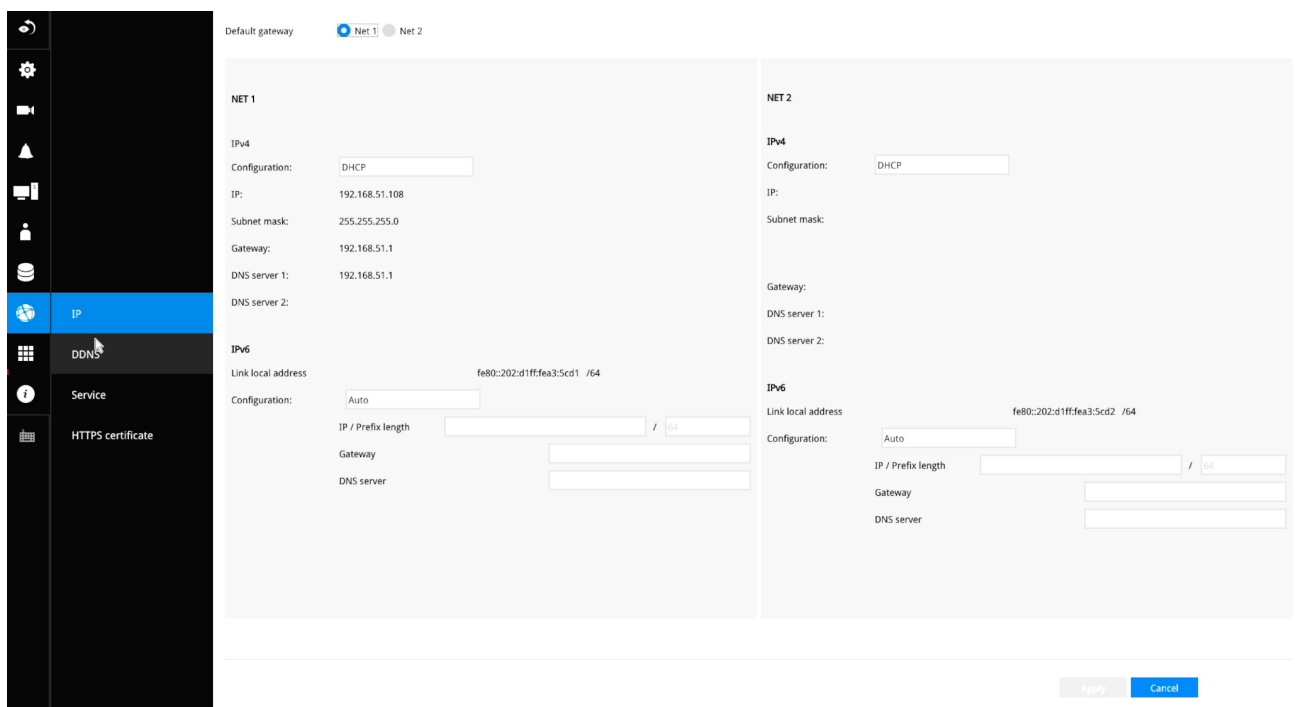 Default gateway Net 1 Net 2
NET 1
IPv4
Configuration: DHCP
IP: 192.168.51.108
Subnet mask: 255.255.255.0
Gateway: 192.168.51.1
DNS server 1: 192.168.51.1
DNS server 2:
IPv6
Link local address fe80::202:d1ff:fea3:5cd1 /64
Configuration: Auto
IP / Prefix length / 64
Gateway
DNS server
NET 2
IPv4
Configuration: DHCP
IP:
Subnet mask:
Gateway:
DNS server 1:
DNS server 2:
IPv6
Link local address fe80::202:d1ff:fea3:5cd2 /64
Configuration: Auto
IP / Prefix length / 64
Gateway
DNS server
IP
DDNS
Service
HTTPS certificate
Apply Cancel